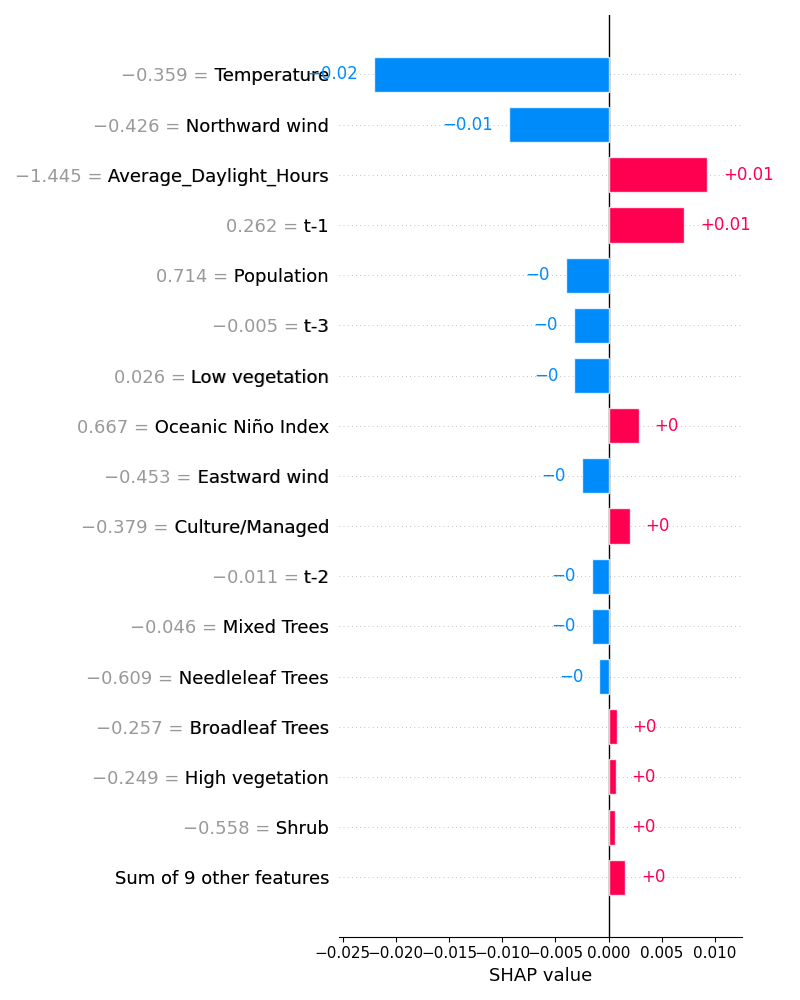 −0.359 = Temperature −0.02
−0.426 = Northward wind −0.01
−1.445 = Average_Daylight_Hours +0.01
0.262 = t-1 +0.01
0.714 = Population −0
−0.005 = t-3 −0
0.026 = Low vegetation −0
0.667 = Oceanic Niño Index +0
−0.453 = Eastward wind −0
−0.379 = Culture/Managed +0
−0.011 = t-2 −0
−0.046 = Mixed Trees −0
−0.609 = Needleleaf Trees −0
−0.257 = Broadleaf Trees +0
−0.249 = High vegetation +0
−0.558 = Shrub +0
Sum of 9 other features +0
−0.025 −0.020 −0.015 −0.010 −0.005 0.000 0.005 0.010
SHAP value